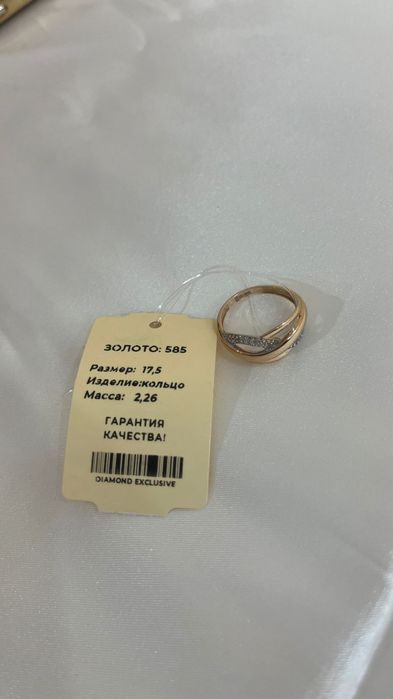 ЗОЛОТО: 585
Размер: 17,5
Изделие:кольцо
Масса: 2,26
ГАРАНТИЯ
КАЧЕСТВА!
DIAMOND EXCLUSIVE